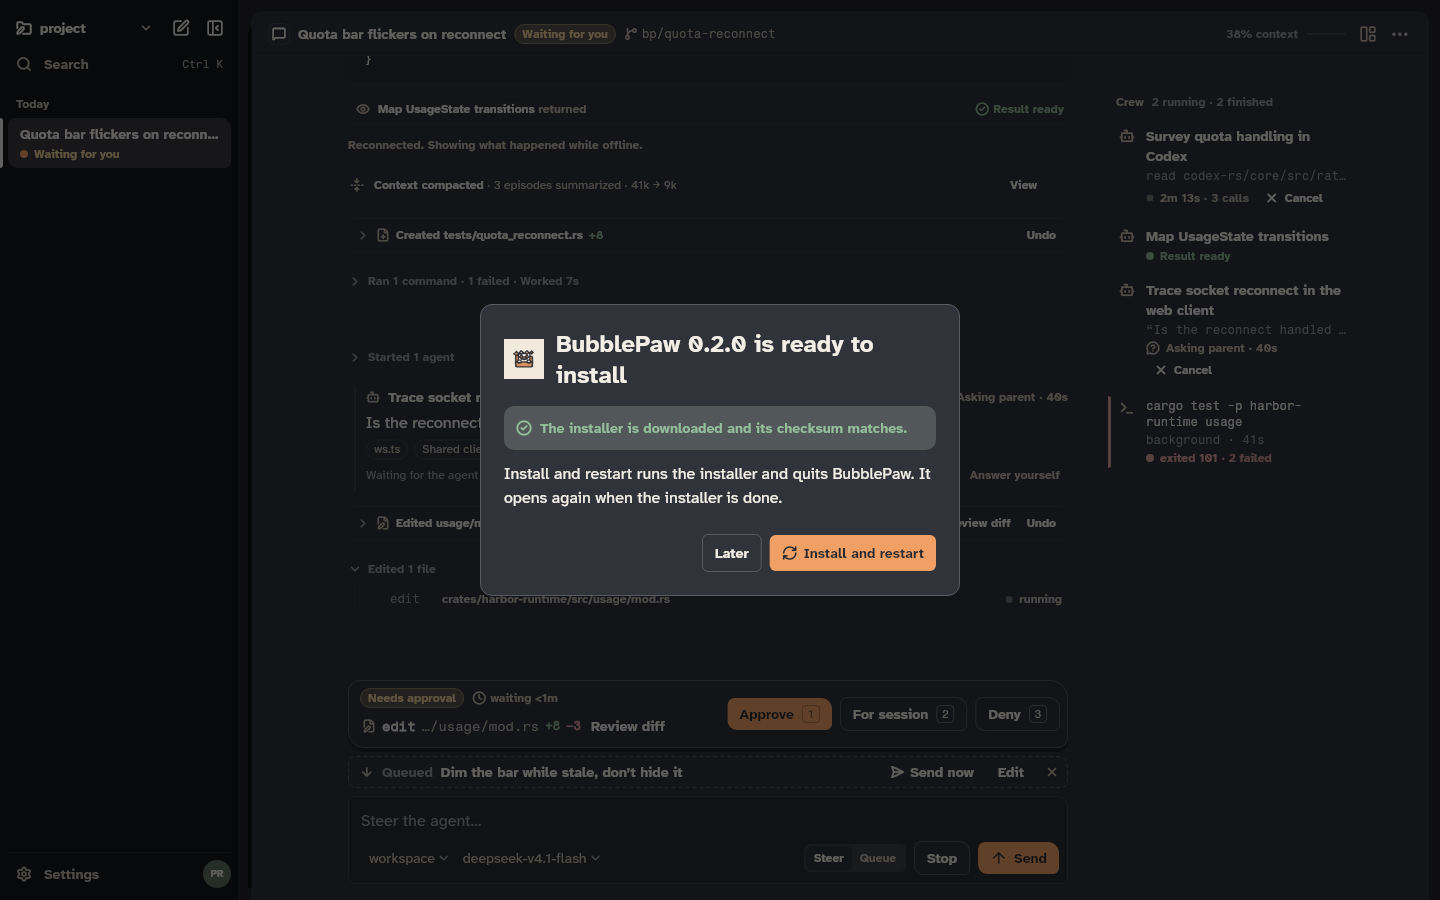 project
Search Ctrl K
Today
Quota bar flickers on reconn...
Waiting for you
Settings
PR
Quota bar flickers on reconnect Waiting for you bp/quota-reconnect 38% context
}
Map UsageState transitions returned Result ready
Reconnected. Showing what happened while offline.
Context compacted · 3 episodes summarized · 41k → 9k View
Created tests/quota_reconnect.rs +8 Undo
Ran 1 command · 1 failed · Worked 7s
Started 1 agent
Trace socket r Asking parent · 40s
Is the reconnect
ws.ts Shared clie
Waiting for the agent Answer yourself
Edited usage/m view diff Undo
Edited 1 file
edit crates/harbor-runtime/src/usage/mod.rs running
BubblePaw 0.2.0 is ready to
install
The installer is downloaded and its checksum matches.
Install and restart runs the installer and quits BubblePaw. It
opens again when the installer is done.
Later Install and restart
Needs approval waiting <1m
edit …/usage/mod.rs +8 −3 Review diff
Approve 1 For session 2 Deny 3
Queued Dim the bar while stale, don't hide it Send now Edit
Steer the agent…
workspace deepseek-v4.1-flash Steer Queue Stop Send
Crew 2 running · 2 finished
Survey quota handling in
Codex
read codex-rs/core/src/rat…
2m 13s · 3 calls Cancel
Map UsageState transitions
Result ready
Trace socket reconnect in the
web client
“Is the reconnect handled …
Asking parent · 40s
Cancel
cargo test -p harbor-
runtime usage
background · 41s
exited 101 · 2 failed